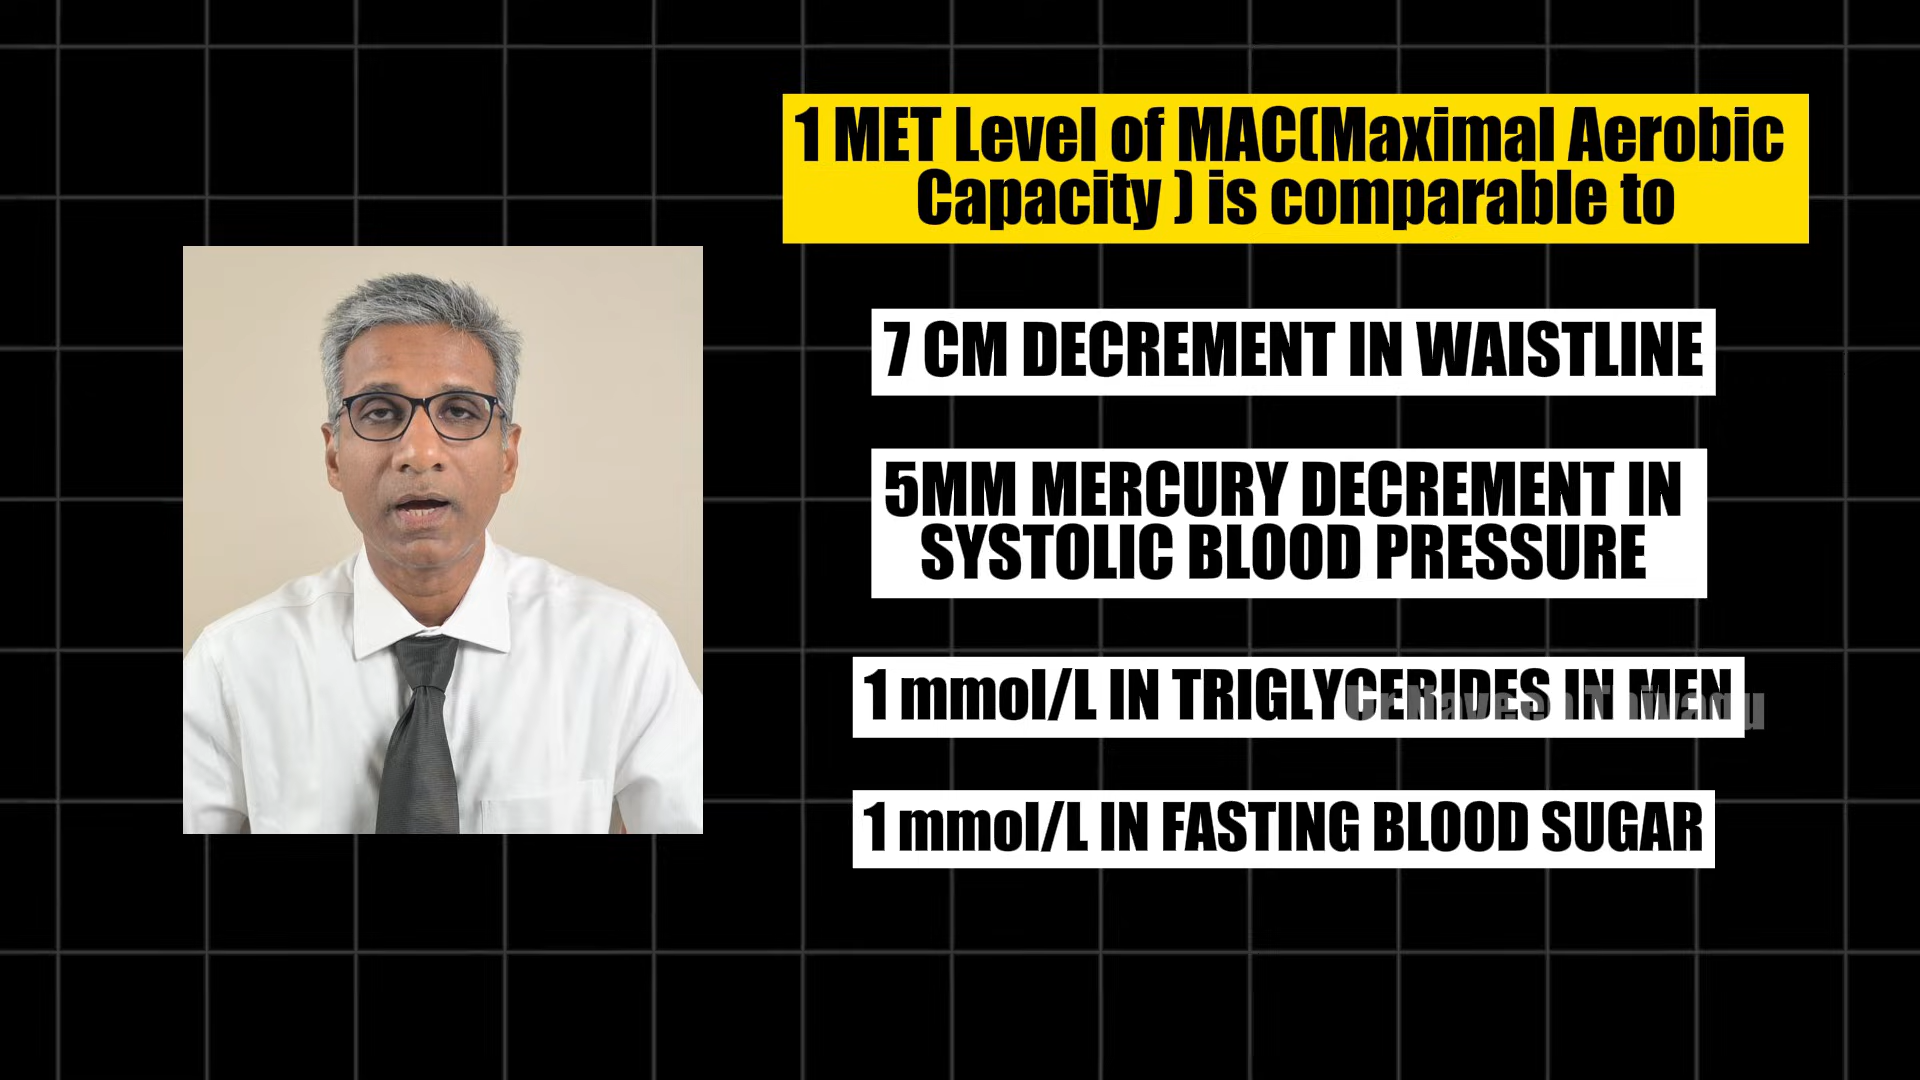 1 MET Level of MAC(Maximal Aerobic
Capacity ) is comparable to
7 CM DECREMENT IN WAISTLINE
5MM MERCURY DECREMENT IN
SYSTOLIC BLOOD PRESSURE
1 mmol/L IN TRIGLYCERIDES IN MEN
1 mmol/L IN FASTING BLOOD SUGAR